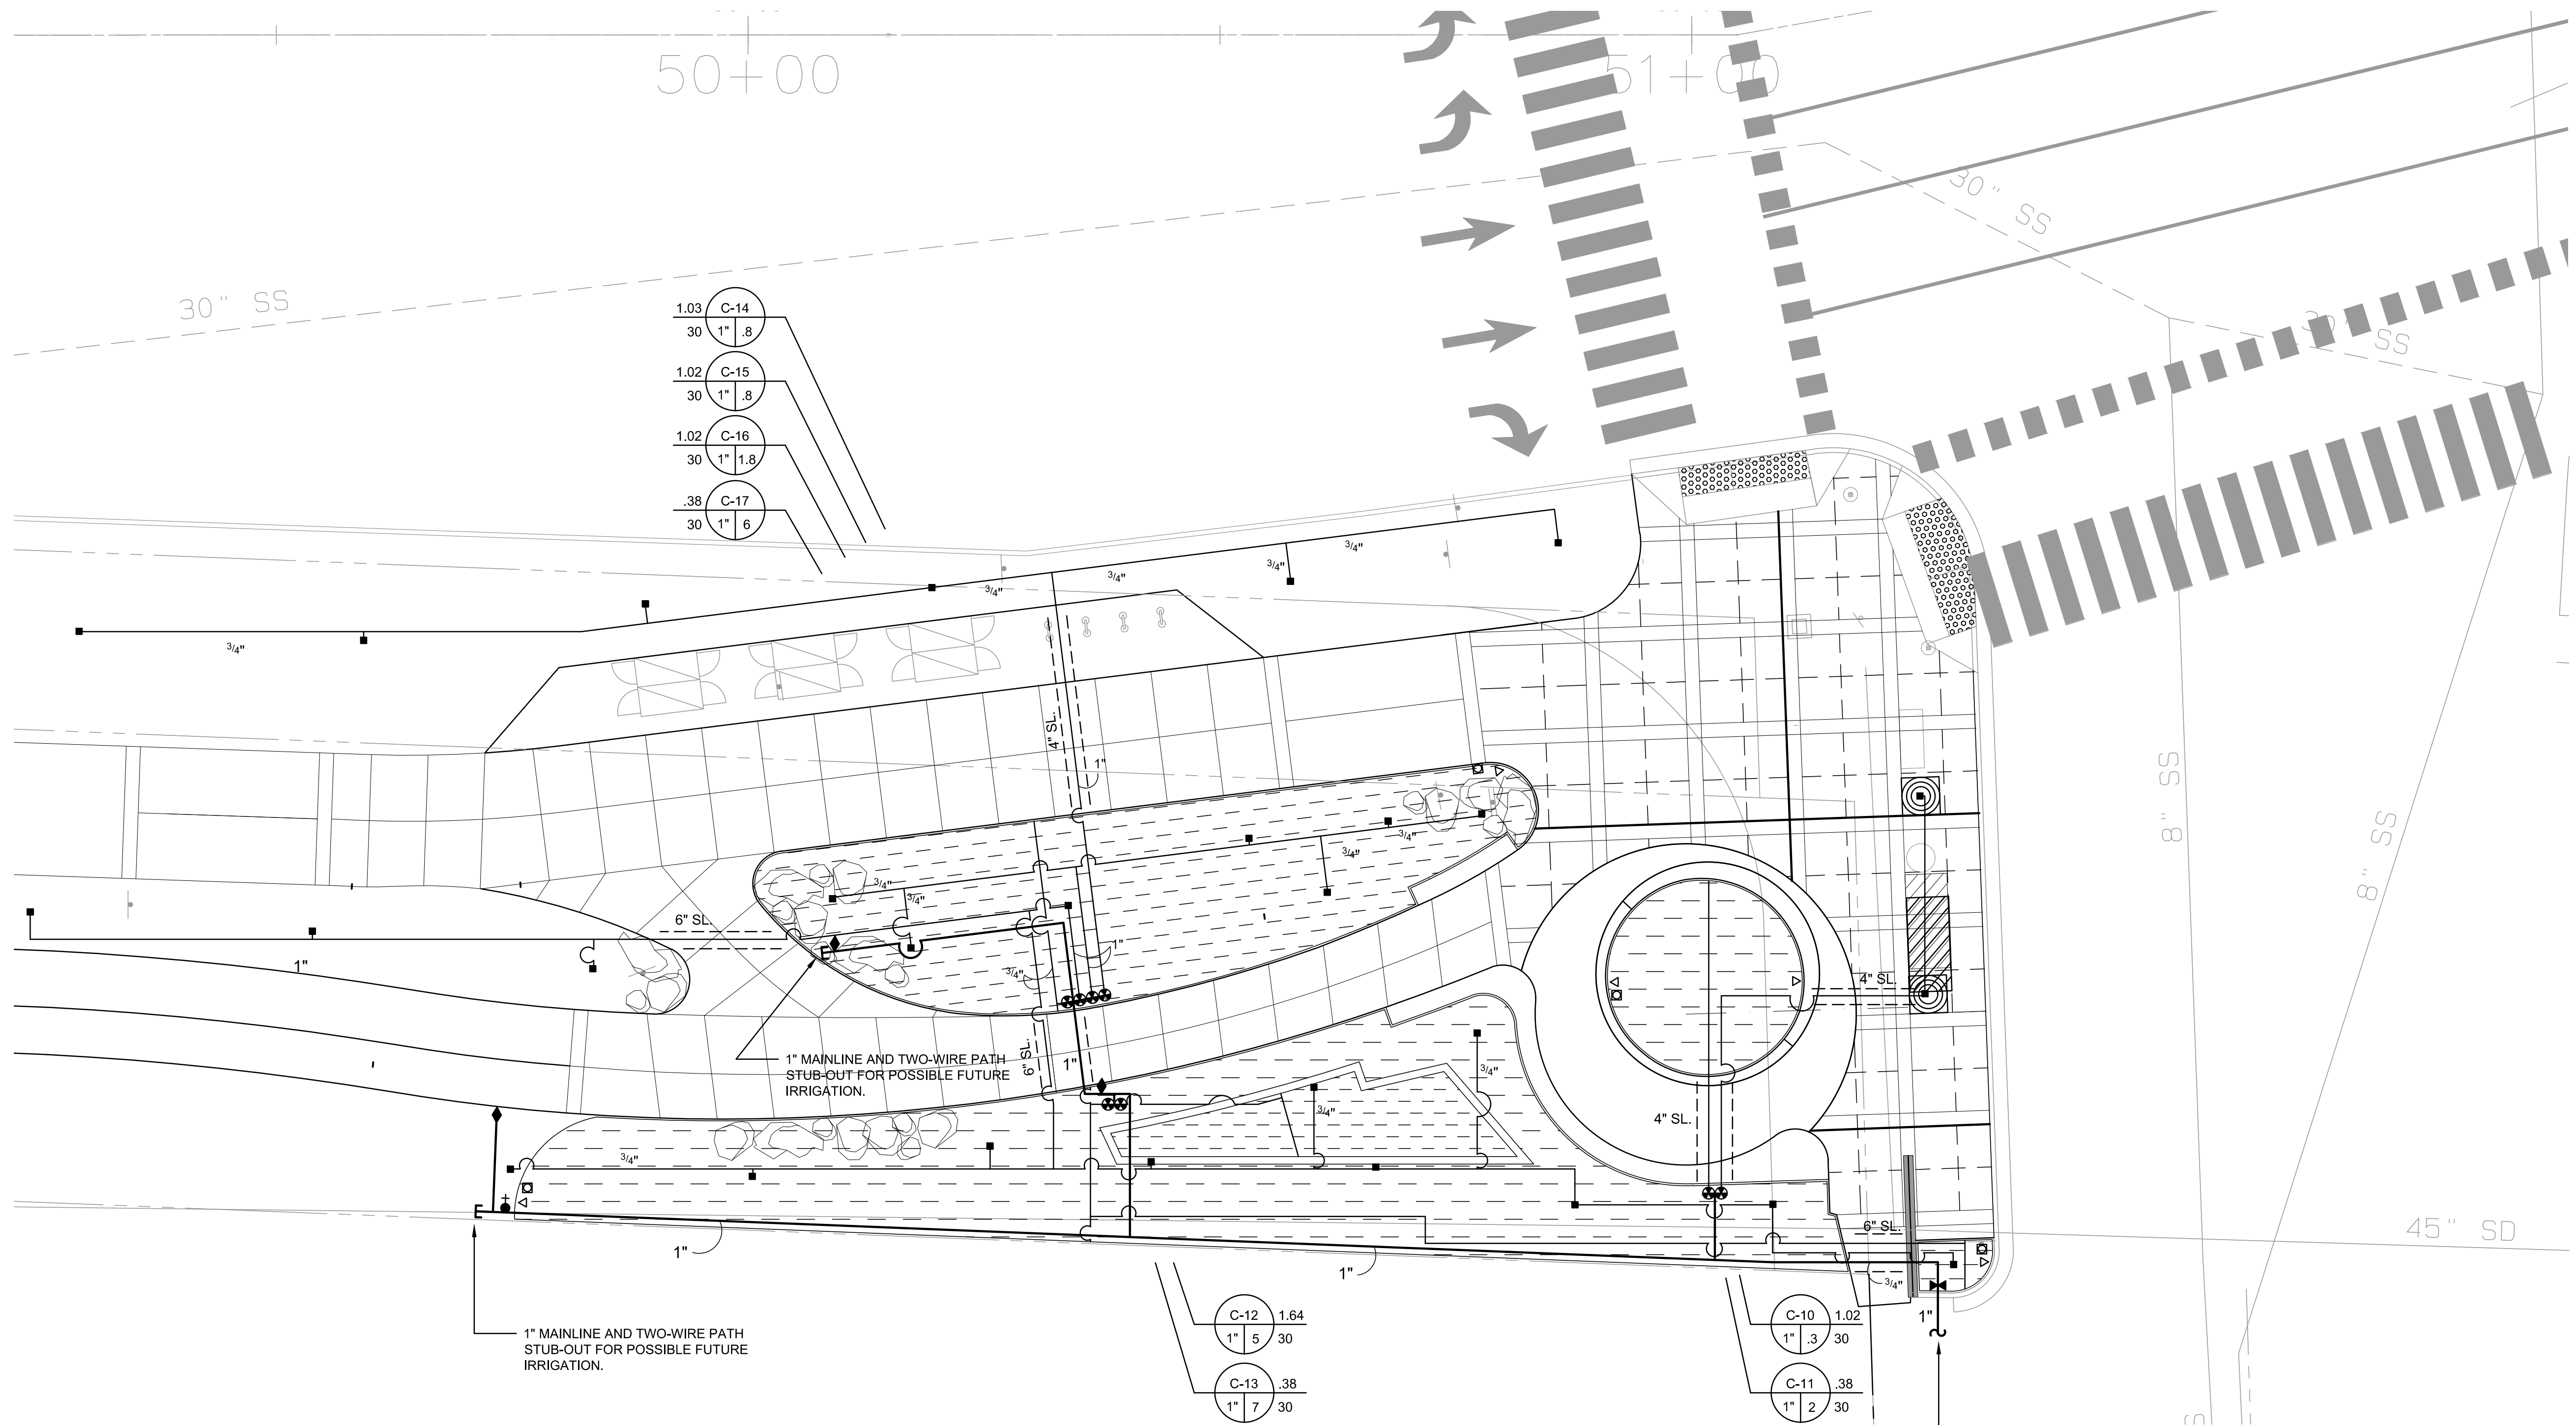 50+00
51+00
30" SS
30" SS
30" SS
1.03 C-14
30 1" .8
1.02 C-15
30 1" .8
1.02 C-16
30 1" 1.8
.38 C-17
30 1" 6
3/4"
3/4"
3/4"
3/4"
3/4"
4" SL.
1"
8" SS
8" SS
3/4"
3/4"
3/4"
3/4"
6" SL.
1"
1"
3/4"
4" SL.
1" MAINLINE AND TWO-WIRE PATH
STUB-OUT FOR POSSIBLE FUTURE
IRRIGATION.
6" SL.
1"
3/4"
3/4"
4" SL.
3/4"
6" SL.
45" SD
1"
1"
3/4"
1"
1" MAINLINE AND TWO-WIRE PATH
STUB-OUT FOR POSSIBLE FUTURE
IRRIGATION.
C-12 1.64
1" 5 30
C-13 .38
1" 7 30
C-10 1.02
1" .3 30
C-11 .38
1" 2 30